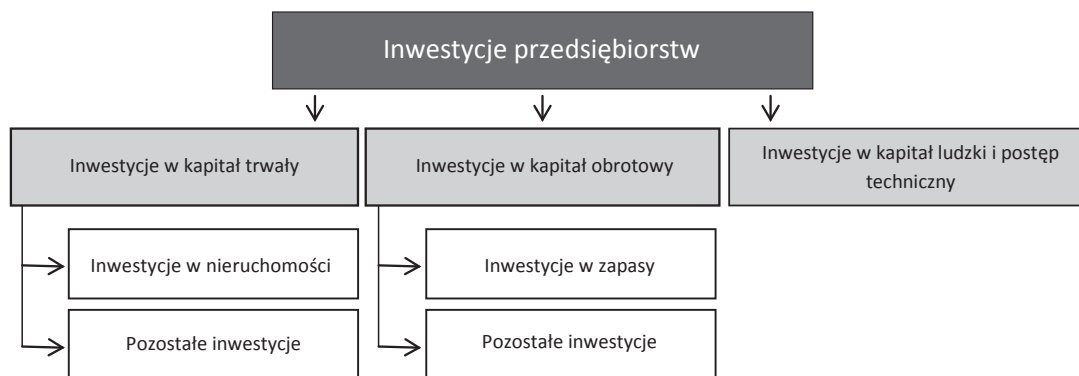 Inwestycje przedsiębiorstw
Inwestycje w kapitał trwały
Inwestycje w kapitał obrotowy
Inwestycje w kapitał ludzki i postęp
techniczny
Inwestycje w nieruchomości
Inwestycje w zapasy
Pozostałe inwestycje
Pozostałe inwestycje